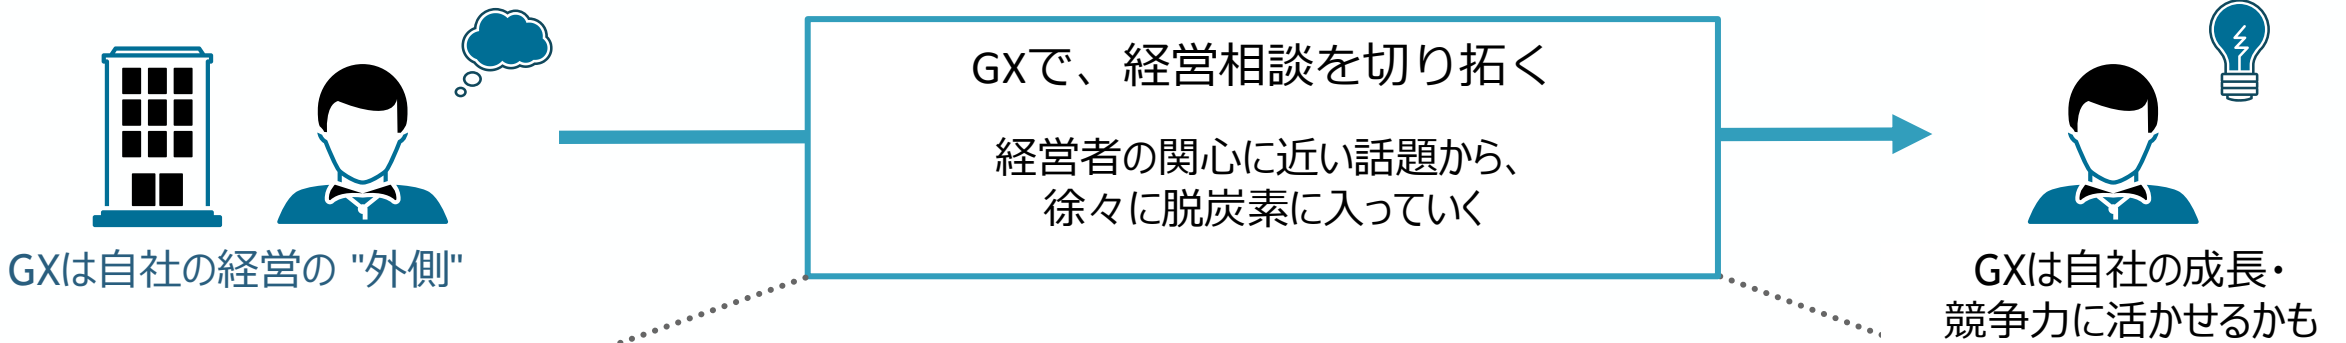 GXで、経営相談を切り拓く
経営者の関心に近い話題から、
徐々に脱炭素に入っていく
GXは自社の経営の "外側"
GXは自社の成長・
競争力に活かせるかも